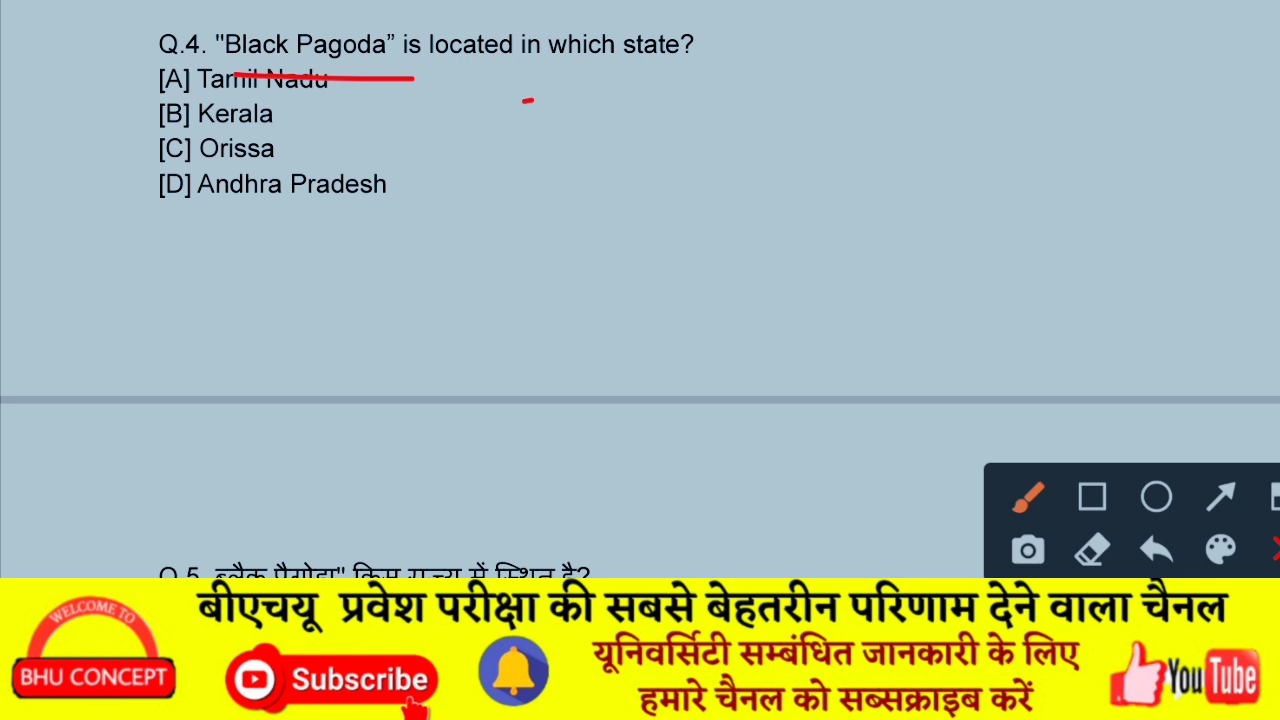 Q.4. "Black Pagoda” is located in which state?
[A] Tamil Nadu
[B] Kerala
[C] Orissa
[D] Andhra Pradesh
Q.5. ब्लैक पैगोडा" किस राज्य में स्थित है?
बीएचयू प्रवेश परीक्षा की सबसे बेहतरीन परिणाम देने वाला चैनल
WELCOME TO
BHU CONCEPT
Subscribe
यूनिवर्सिटी सम्बंधित जानकारी के लिए
हमारे चैनल को सब्सक्राइब करें
YouTube